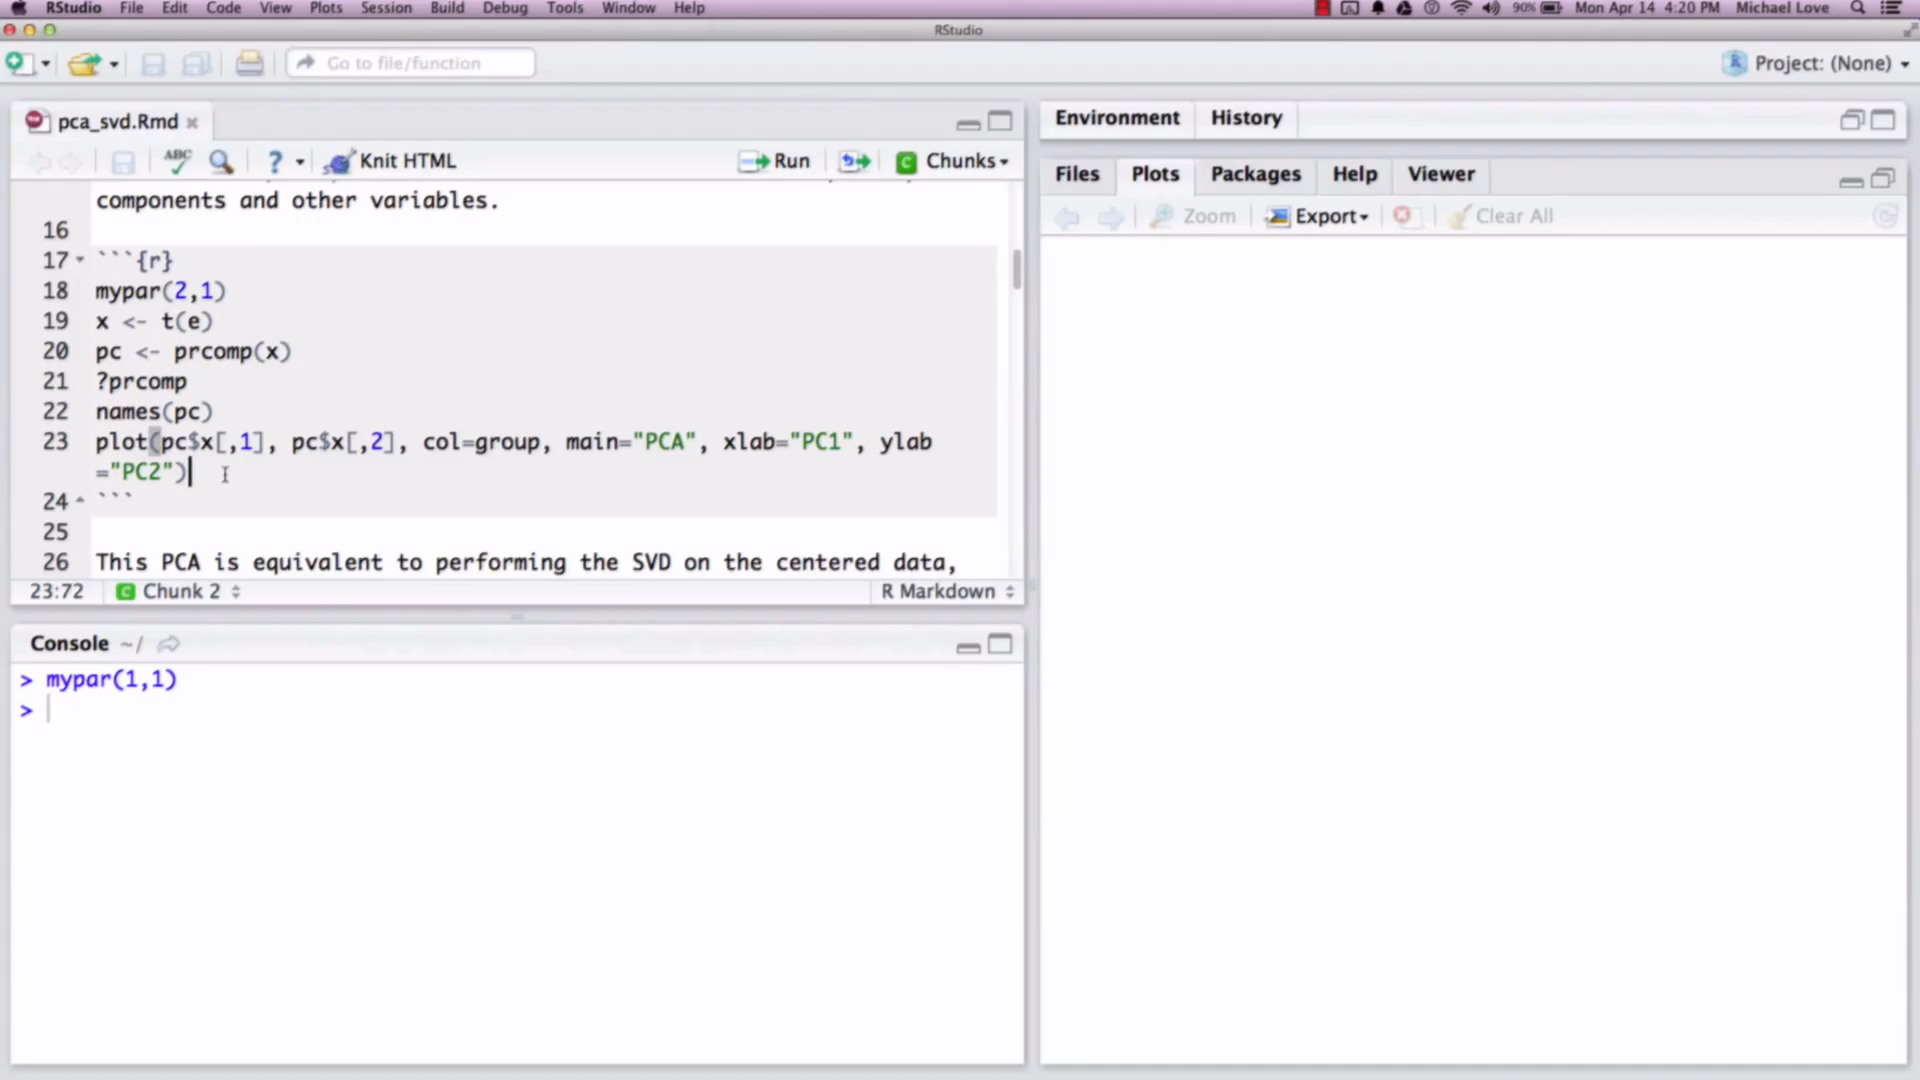 RStudio File Edit Code View Plots Session Build Debug Tools Window Help 90% Mon Apr 14 4:20 PM Michael Love
RStudio
Go to file/function Project: (None)
pca_svd.Rmd
ABC ? Knit HTML Run Chunks
components and other variables.
16
17 ```{r}
18 mypar(2,1)
19 x <- t(e)
20 pc <- prcomp(x)
21 ?prcomp
22 names(pc)
23 plot(pc$x[,1], pc$x[,2], col=group, main="PCA", xlab="PC1", ylab
="PC2")
24 ```
25
26 This PCA is equivalent to performing the SVD on the centered data,
23:72 Chunk 2 R Markdown
Console ~/
> mypar(1,1)
>
Environment History
Files Plots Packages Help Viewer
Zoom Export Clear All